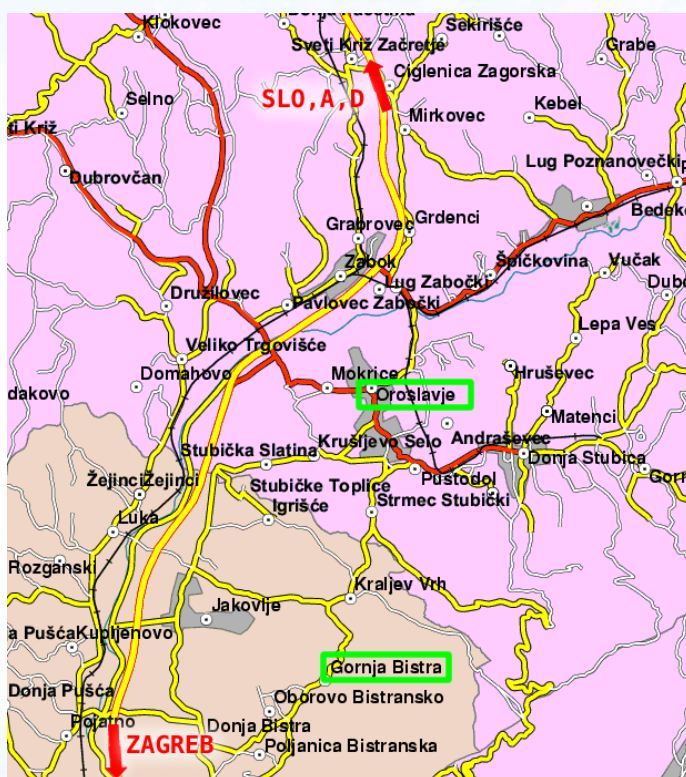 Klokovec
Sekirišće
Sveti Križ Začretje
Grabe
Ciglenica Zagorska
SLO,A,D
Selno
Kebel
Mirkovec
ti Križ
Lug Poznanovečki
Dubrovčan
Bedeko
Grabrovec
Grdenci
Zabok
Špičkovina
Vučak
Lug Zabočki
Družilovec
Pavlovec Zabočki
Dubo
Lepa Ves
Veliko Trgovišće
Domahovo
Mokrice
Hruševec
dakovo
Oroslavje
Matenci
Krušljevo Selo
Andraševec
Stubička Slatina
Donja Stubica
Žejinci
Žejinci
Stubičke Toplice
Pustodol
Gorn
Igrišće
Strmec Stubički
Luka
Rozganski
Kraljev Vrh
Jakovlje
a Pušća
Kupljenovo
Gornja Bistra
Donja Pušća
Oborovo Bistransko
Pojatno
Donja Bistra
ZAGREB
Poljanica Bistranska